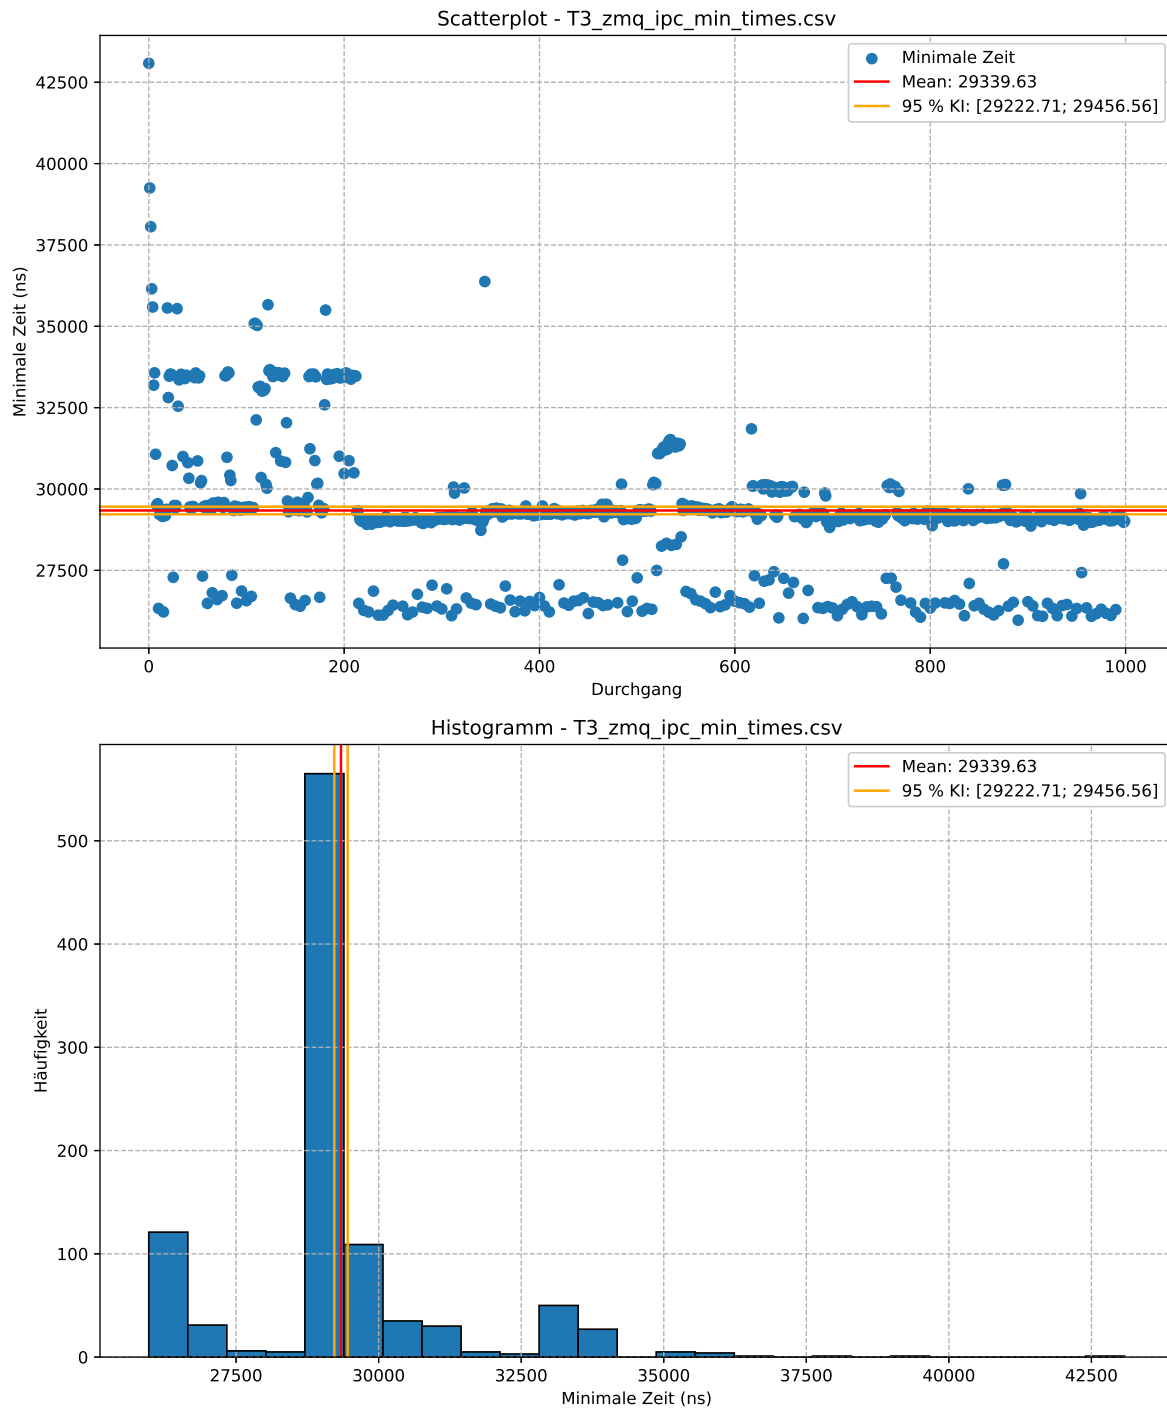 Scatterplot - T3_zmq_ipc_min_times.csv
Minimale Zeit
Mean: 29339.63
95 % KI: [29222.71; 29456.56]
42500
40000
37500
35000
32500
30000
27500
Minimale Zeit (ns)
0 200 400 600 800 1000
Durchgang
Histogramm - T3_zmq_ipc_min_times.csv
Mean: 29339.63
95 % KI: [29222.71; 29456.56]
500
400
300
200
100
0
Häufigkeit
27500 30000 32500 35000 37500 40000 42500
Minimale Zeit (ns)